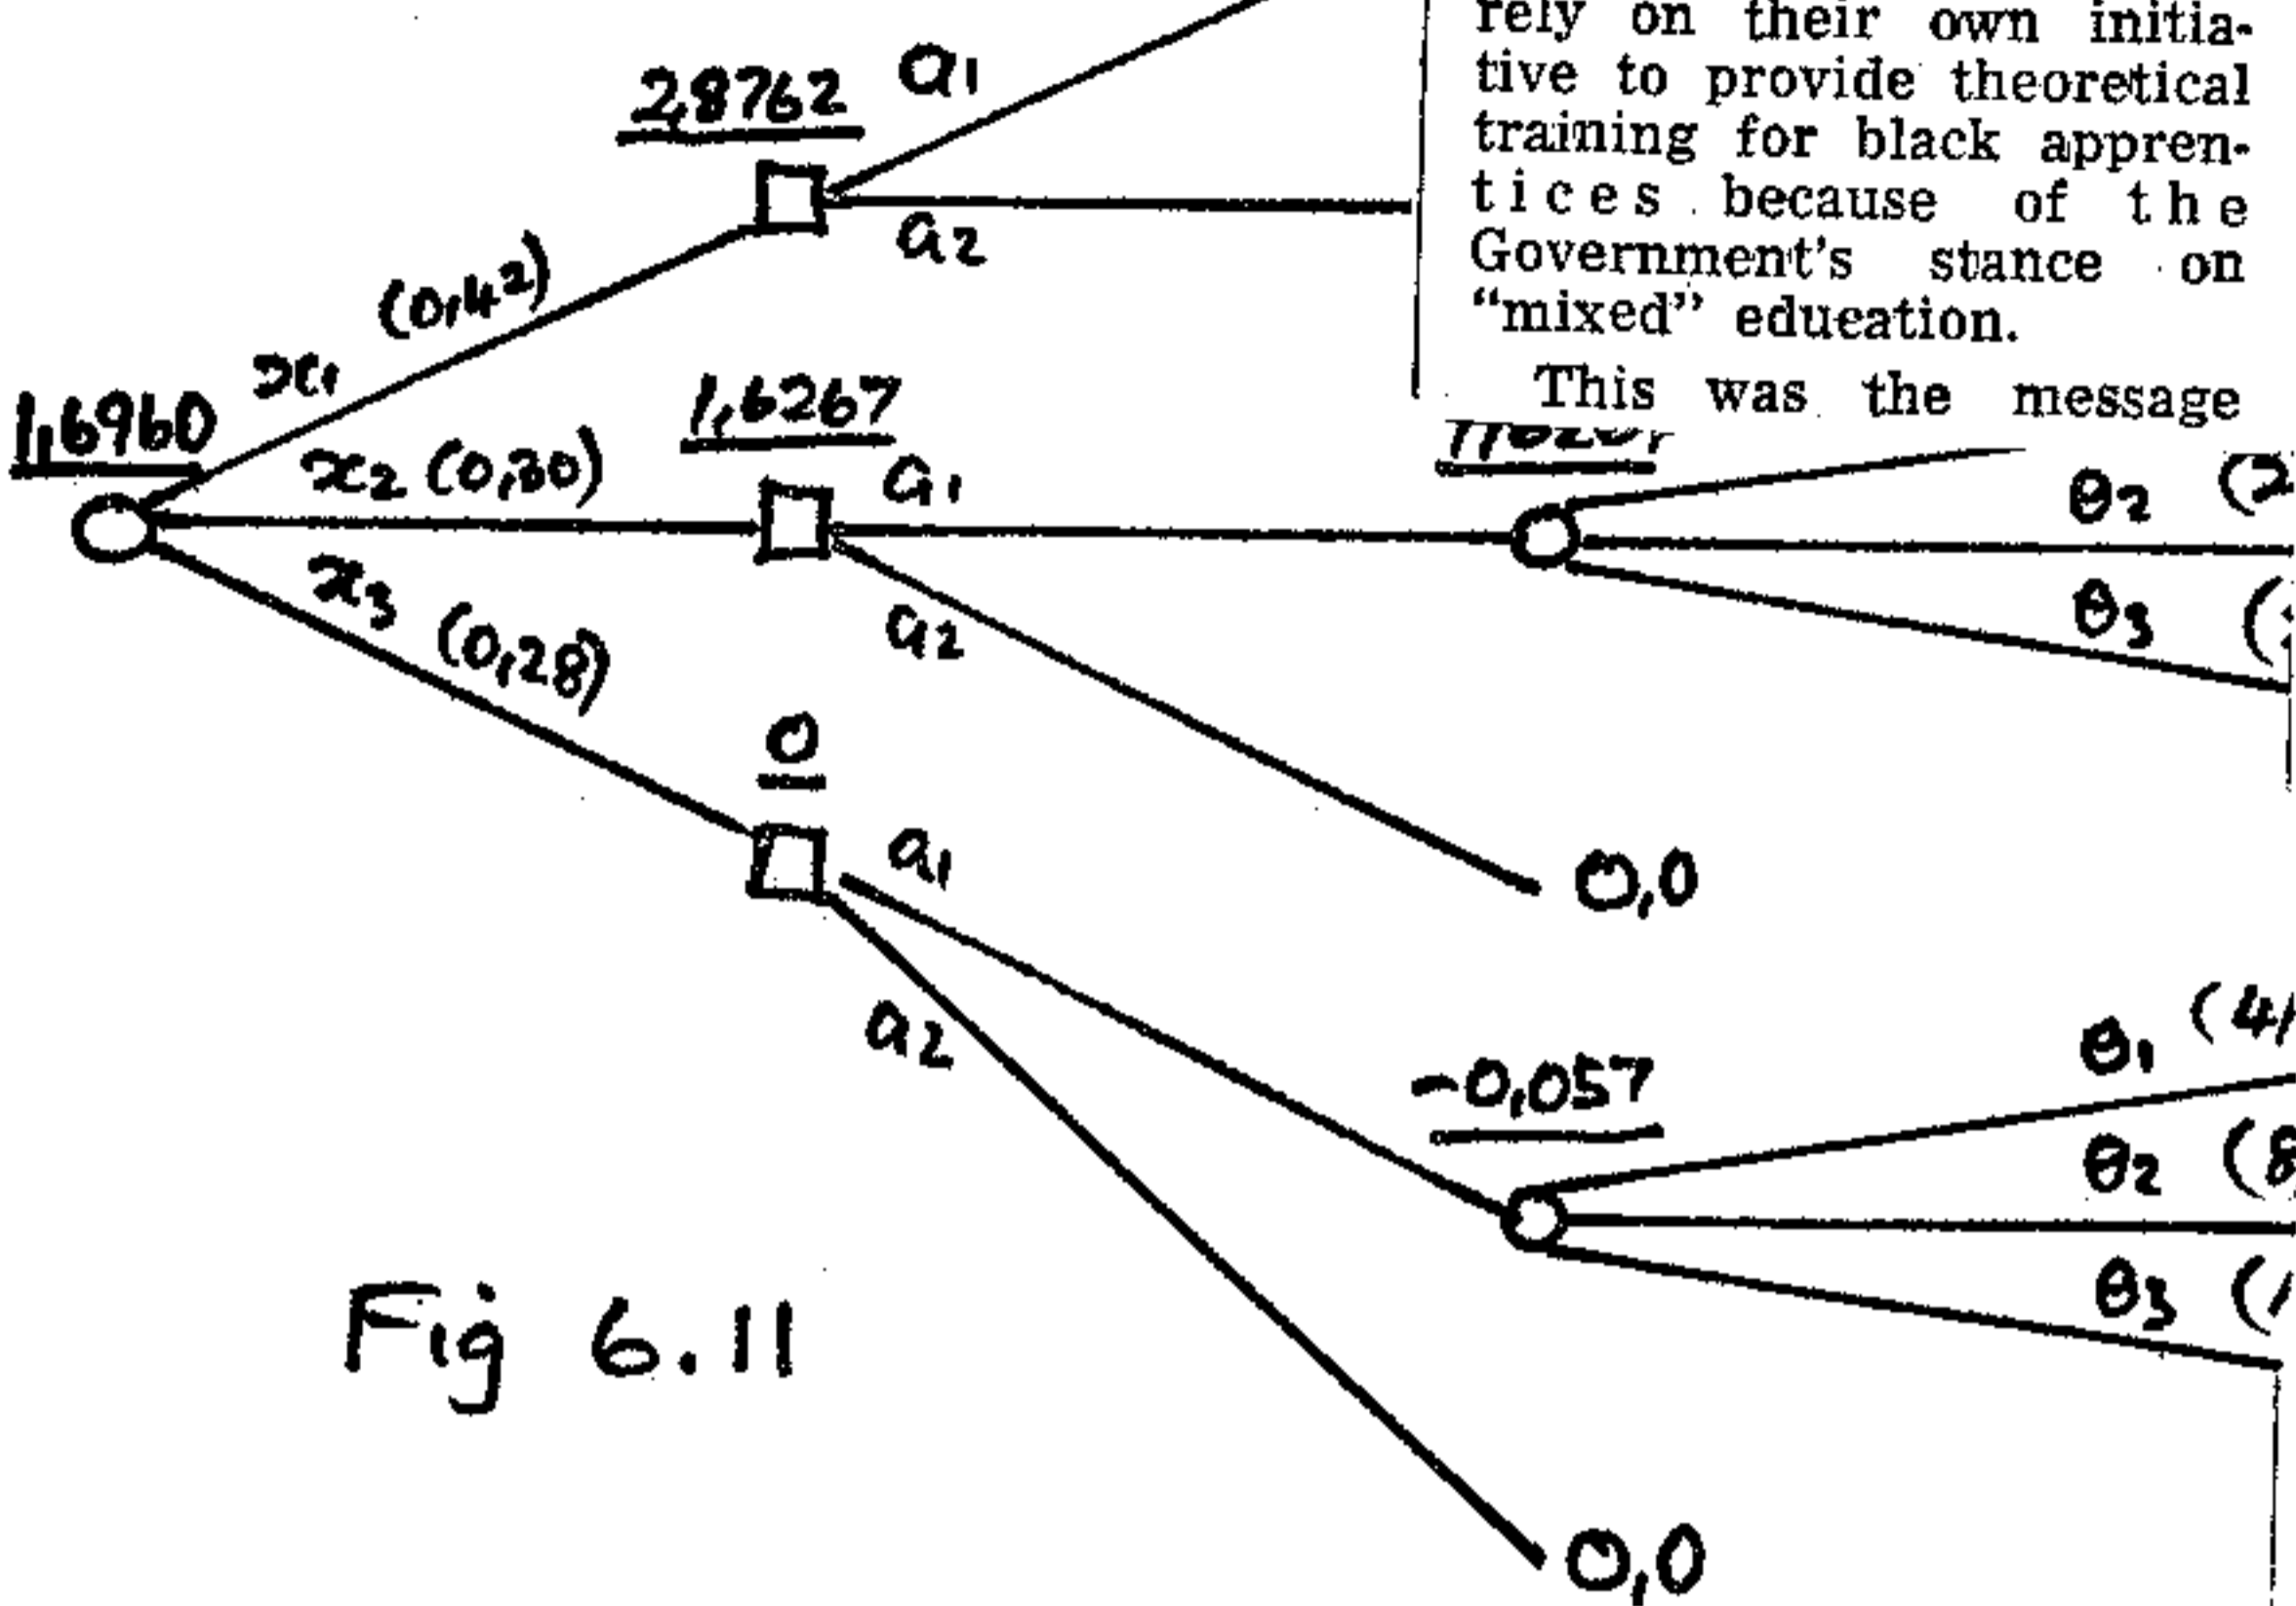 rely on their own initia-
tive to provide theoretical
training for black appren-
tices because of the
Government's stance on
"mixed" education.
This was the message
2,8762 a1
a2
x1 (0,42)
1,6960
x2 (0,30)
1,6267
a1
a2
θ2
θ3
x3 (0,28)
0
a1
a2
0,0
-0,057
θ1
θ2
θ3
Fig 6.11
0,0